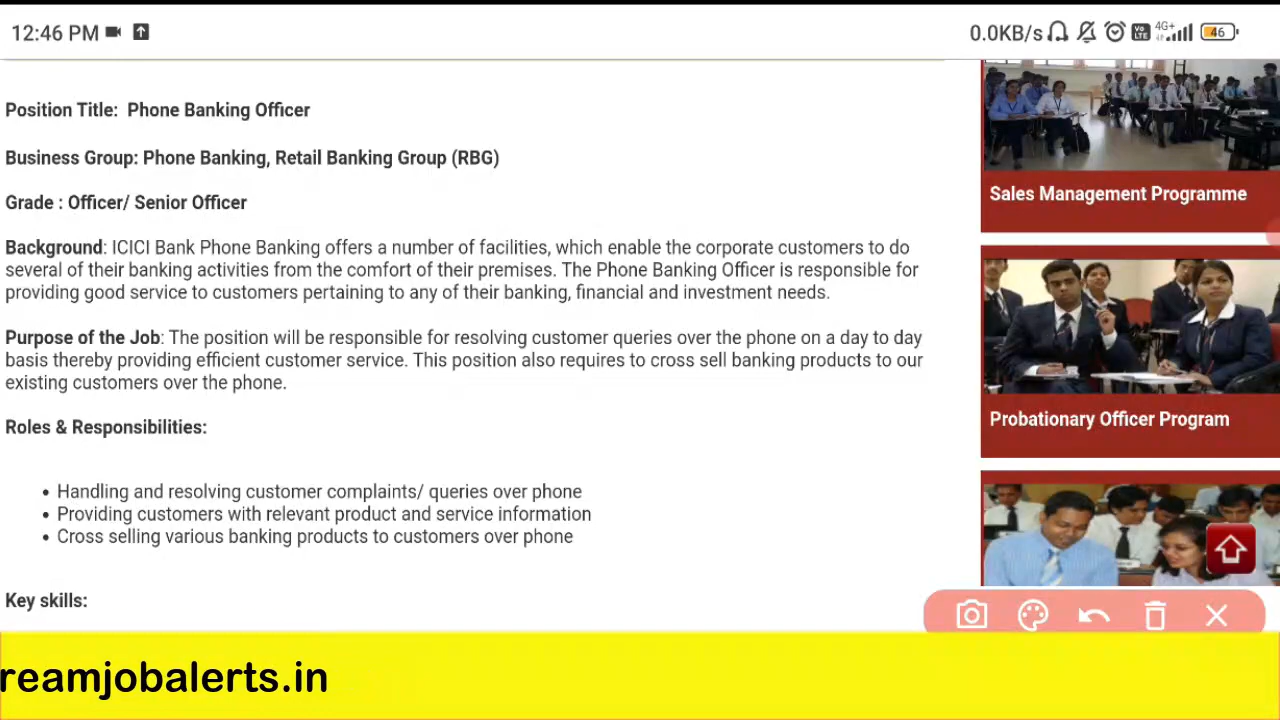 12:46 PM
0.0KB/s
Vo LTE
4G+
46
Position Title:  Phone Banking Officer
Business Group: Phone Banking, Retail Banking Group (RBG)
Grade : Officer/ Senior Officer
Background: ICICI Bank Phone Banking offers a number of facilities, which enable the corporate customers to do
several of their banking activities from the comfort of their premises. The Phone Banking Officer is responsible for
providing good service to customers pertaining to any of their banking, financial and investment needs.
Purpose of the Job: The position will be responsible for resolving customer queries over the phone on a day to day
basis thereby providing efficient customer service. This position also requires to cross sell banking products to our
existing customers over the phone.
Roles & Responsibilities:
• Handling and resolving customer complaints/ queries over phone
• Providing customers with relevant product and service information
• Cross selling various banking products to customers over phone
Key skills:
Sales Management Programme
Probationary Officer Program
reamjobalerts.in